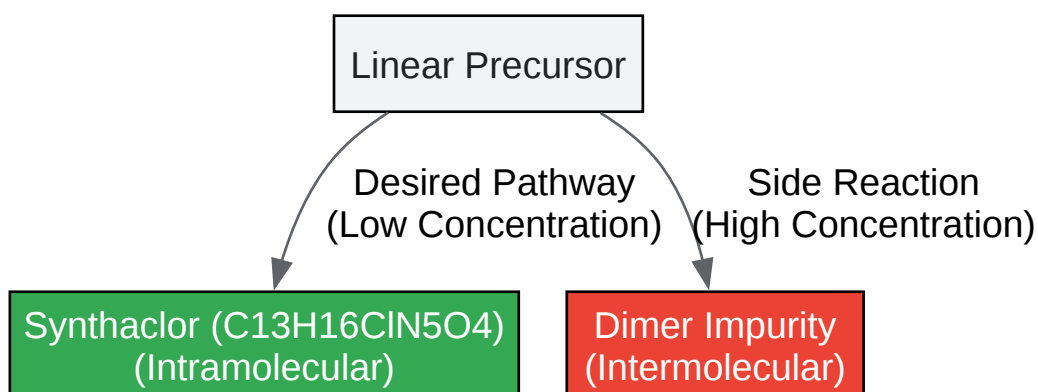 Linear Precursor
Desired Pathway
(Low Concentration)
Side Reaction
(High Concentration)
Synthaclor (C13H16ClN5O4)
(Intramolecular)
Dimer Impurity
(Intermolecular)